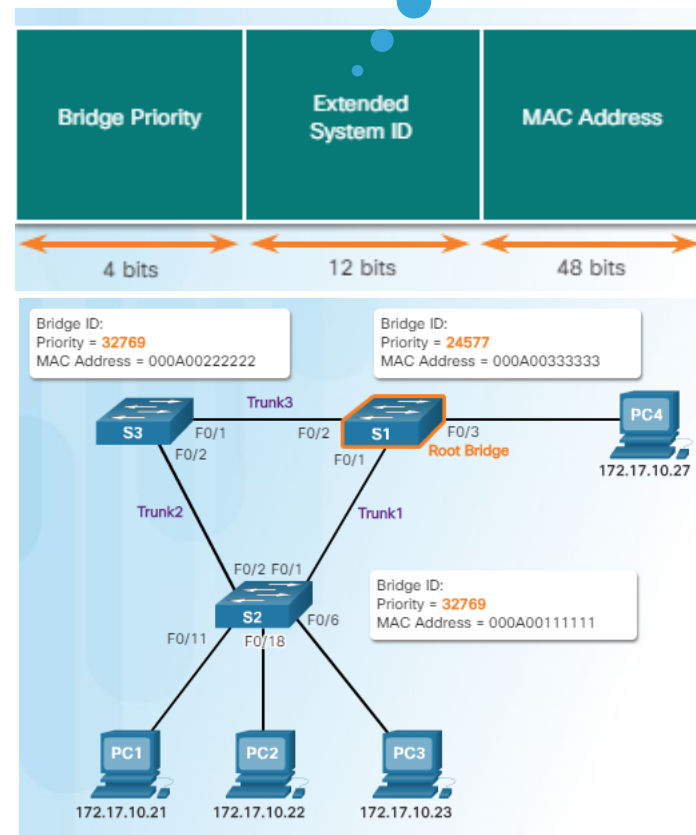 Bridge Priority
Extended
System ID
MAC Address
4 bits
12 bits
48 bits
Bridge ID:
Priority = 32769
MAC Address = 000A00222222
Bridge ID:
Priority = 24577
MAC Address = 000A00333333
Trunk3
S3
F0/1
F0/2
S1
F0/3
PC4
F0/2
F0/1
Root Bridge
172.17.10.27
Trunk2
Trunk1
F0/2 F0/1
Bridge ID:
Priority = 32769
MAC Address = 000A00111111
S2
F0/6
F0/11
F0/18
PC1
PC2
PC3
172.17.10.21
172.17.10.22
172.17.10.23